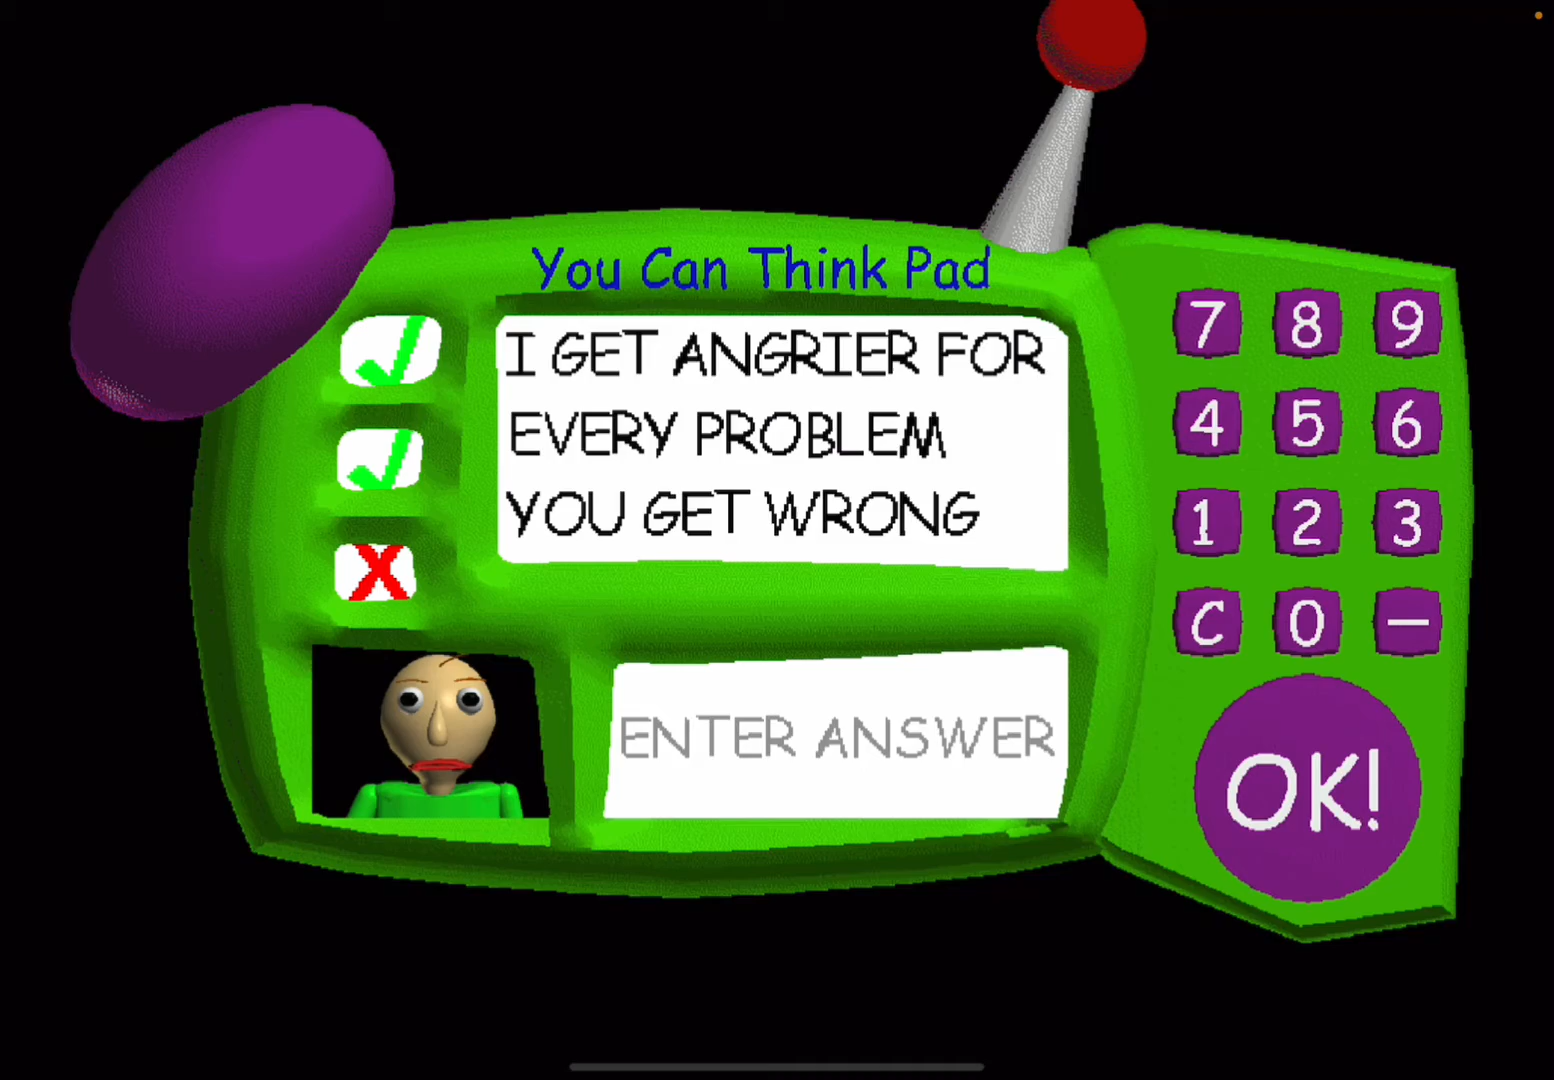 You Can Think Pad
I GET ANGRIER FOR
EVERY PROBLEM
YOU GET WRONG
ENTER ANSWER
7 8 9
4 5 6
1 2 3
C 0 —
OK!